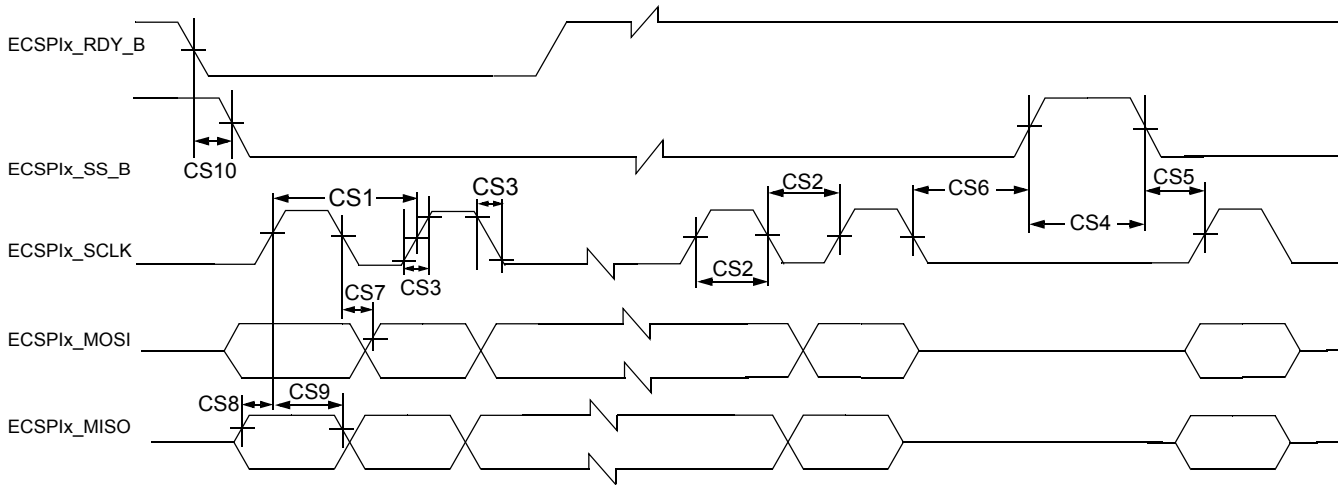 ECSPIx_RDY_B
CS10
ECSPIx_SS_B
CS1
CS3
CS2
CS6
CS5
CS4
ECSPIx_SCLK
CS3
CS2
CS7
ECSPIx_MOSI
CS8
CS9
ECSPIx_MISO